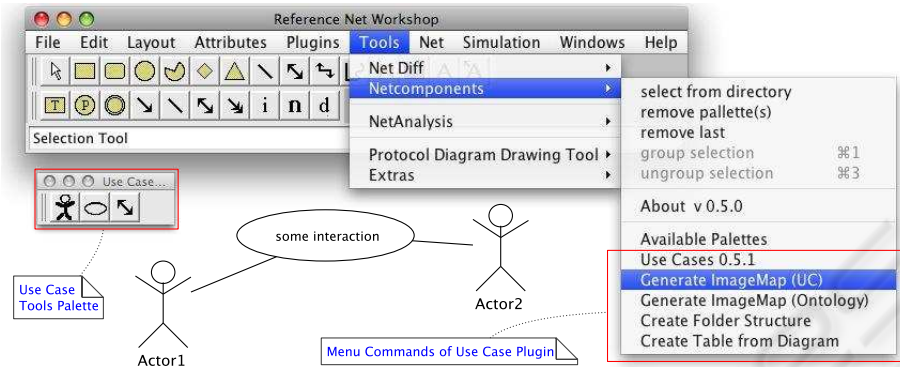 Reference Net Workshop
File Edit Layout Attributes Plugins Tools Net Simulation Windows Help
Net Diff
Netcomponents
NetAnalysis
Protocol Diagram Drawing Tool
Extras
T P i n d
Selection Tool
select from directory
remove pallette(s)
remove last
group selection ⌘1
ungroup selection ⌘3
About v 0.5.0
Available Palettes
Use Cases 0.5.1
Generate ImageMap (UC)
Generate ImageMap (Ontology)
Create Folder Structure
Create Table from Diagram
Use Case...
some interaction
Use Case
Tools Palette
Actor1
Actor2
Menu Commands of Use Case Plugin